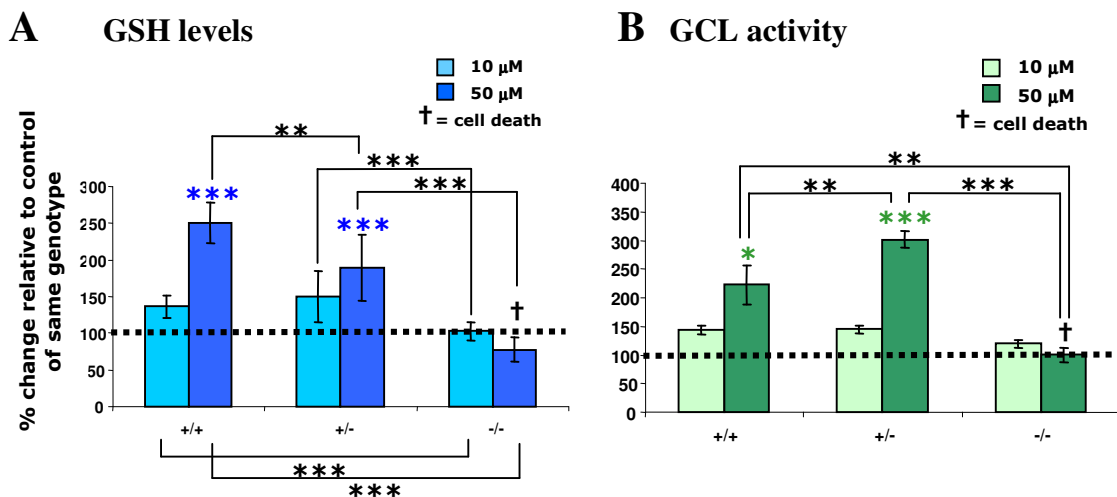 A GSH levels
10 μM
50 μM
† = cell death
**
***
***
***
***
†
% change relative to control
of same genotype
300
250
200
150
100
50
0
+/+ +/- -/-
***
***
B GCL activity
10 μM
50 μM
† = cell death
**
** ***
***
*
†
400
350
300
250
200
150
100
50
0
+/+ +/- -/-